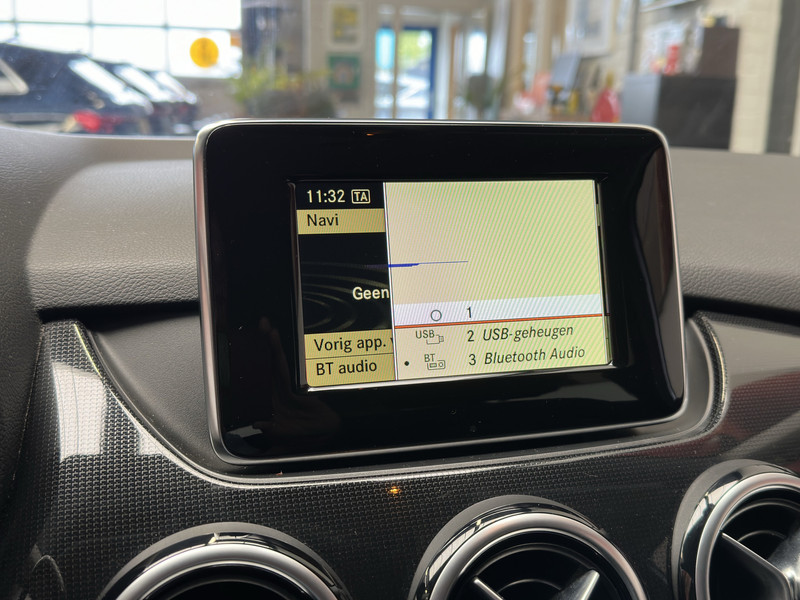 11:32 TA
Navi
Geen
Vorig app.
BT audio
1
USB 2 USB-geheugen
BT 3 Bluetooth Audio